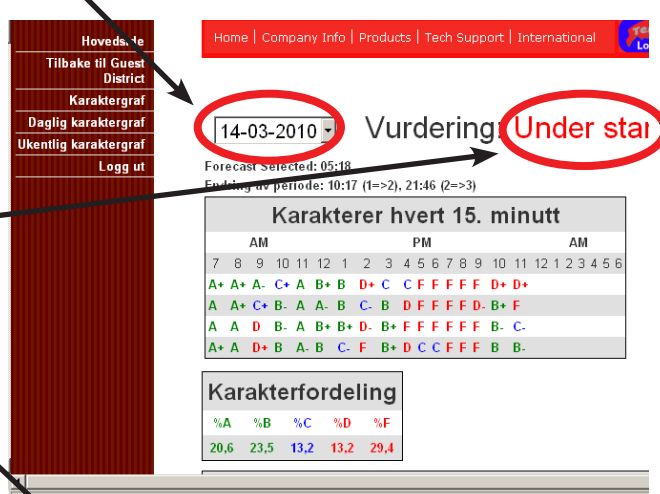 Home | Company Info | Products | Tech Support | International
Hovedside
Tilbake til Guest
District
Karaktergraf
Daglig karaktergraf
Ukentlig karaktergraf
Logg ut
14-03-2010 Vurdering: Under star
Forecast Selected: 05:18
Endring av periode: 10:17 (1=>2), 21:46 (2=>3)
Karakterer hvert 15. minutt
AM PM AM
7 8 9 10 11 12 1 2 3 4 5 6 7 8 9 10 11 12 1 2 3 4 5 6
A+ A+ A- C+ A B+ B D+ C C F F F F F D+ D+
A A+ C+ B- A A- B C- B D F F F F D- B+ F
A A D B- A B+ B+ D- B+ F F F F F F B- C-
A+ A D+ B A- B C- F B+ D C C F F F B B-
Karakterfordeling
%A %B %C %D %F
20,6 23,5 13,2 13,2 29,4